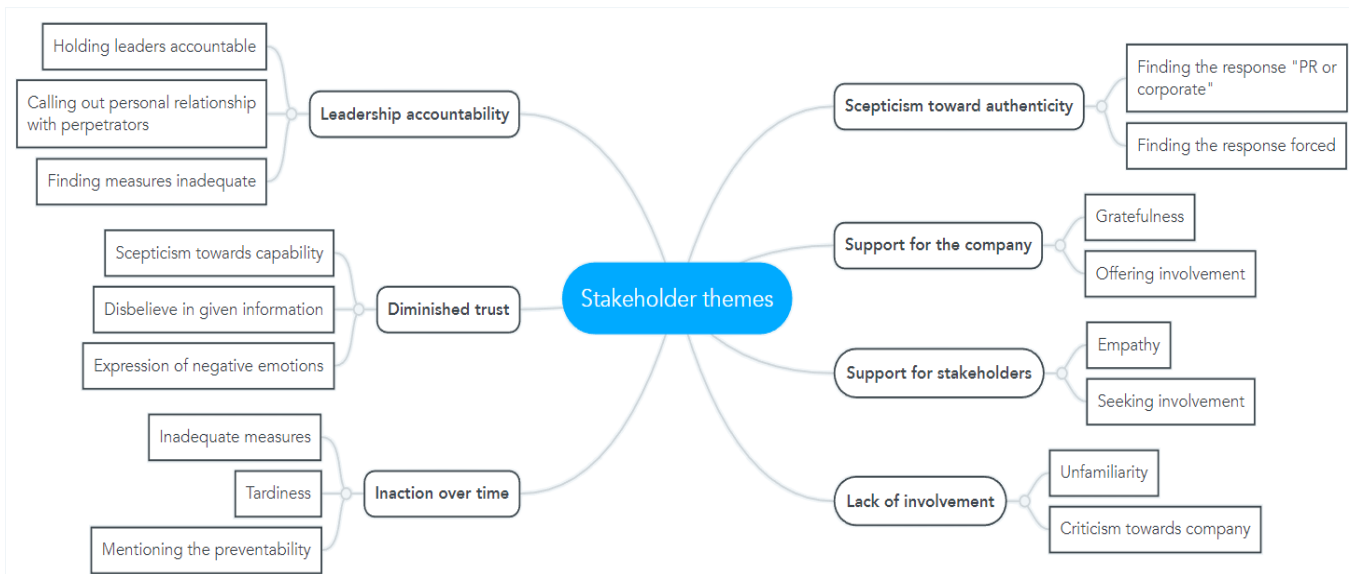 Holding leaders accountable
Calling out personal relationship
with perpetrators
Finding measures inadequate
Leadership accountability
Scepticism towards capability
Disbelieve in given information
Expression of negative emotions
Diminished trust
Inadequate measures
Tardiness
Mentioning the preventability
Inaction over time
Stakeholder themes
Scepticism toward authenticity
Finding the response "PR or
corporate"
Finding the response forced
Support for the company
Gratefulness
Offering involvement
Support for stakeholders
Empathy
Seeking involvement
Lack of involvement
Unfamiliarity
Criticism towards company